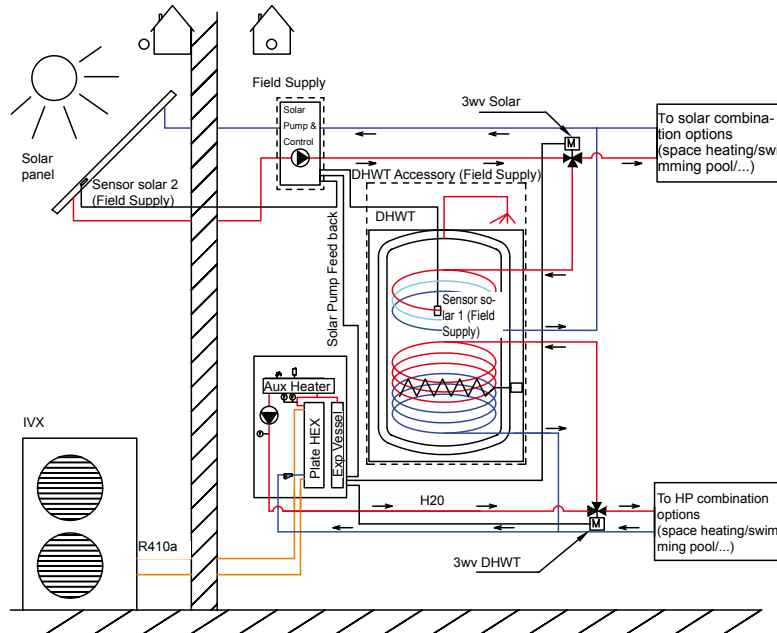 Field Supply
3wv Solar
Solar
Pump &
Control
To solar combina-
tion options
(space heating/swi
mming pool/...)
Solar
panel
Sensor solar 2
(Field Supply)
DHWT Accessory (Field Supply)
DHWT
Solar Pump Feed back
Sensor so-
lar 1 (Field
Supply)
Aux Heater
Plate HEX
Exp Vessel
IVX
R410a
H20
M
M
3wv DHWT
To HP combination
options
(space heating/swim
ming pool/...)